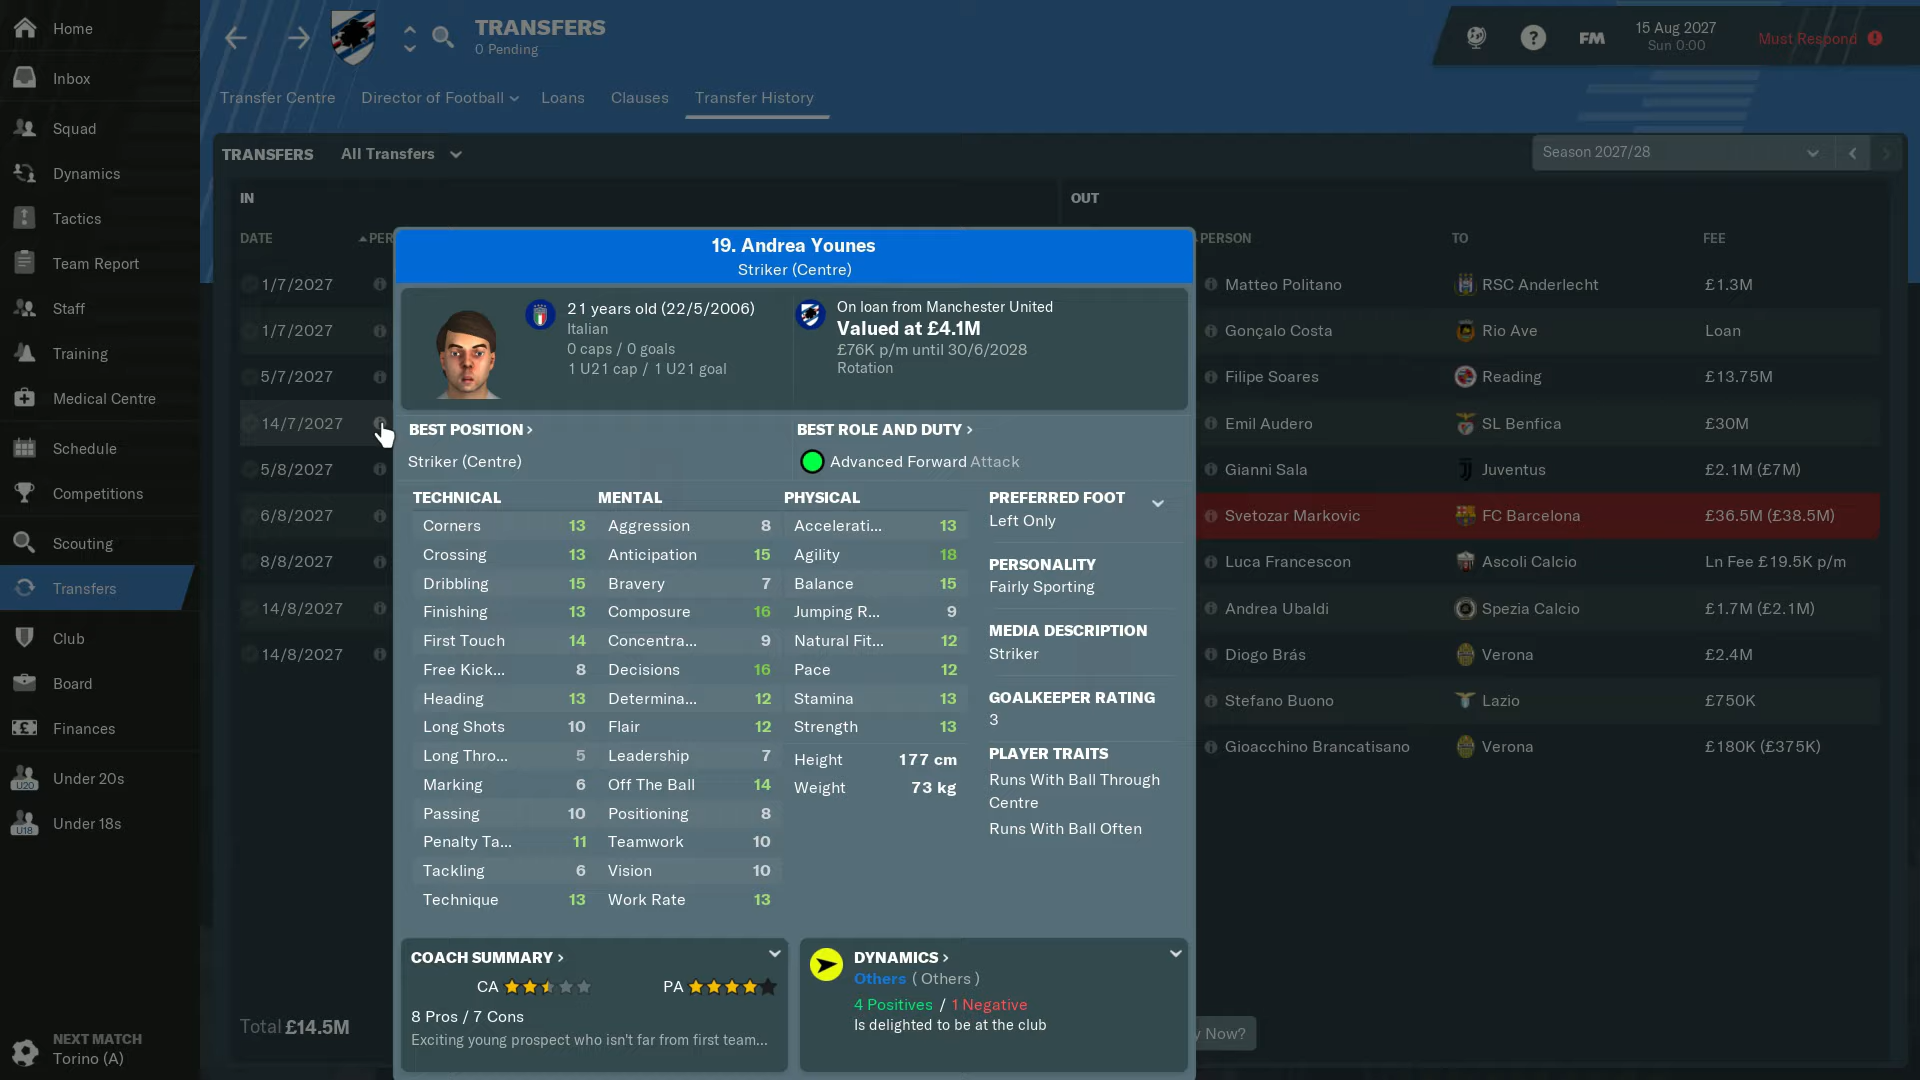 Home
Inbox
Squad
Dynamics
Tactics
Team Report
Staff
Training
Medical Centre
Schedule
Competitions
Scouting
Transfers
Club
Board
Finances
U20
Under 20s
U18
Under 18s
NEXT MATCH
Torino (A)
TRANSFERS
0 Pending
?
FM
15 Aug 2027
Sun 0:00
Must Respond
Transfer Centre
Director of Football
Loans
Clauses
Transfer History
TRANSFERS All Transfers
Season 2027/28
IN
OUT
DATE PER
PERSON TO FEE
1/7/2027
1/7/2027
5/7/2027
14/7/2027
5/8/2027
6/8/2027
8/8/2027
14/8/2027
14/8/2027
Total £14.5M
19. Andrea Younes
Striker (Centre)
21 years old (22/5/2006)
Italian
0 caps / 0 goals
1 U21 cap / 1 U21 goal
On loan from Manchester United
Valued at £4.1M
£76K p/m until 30/6/2028
Rotation
BEST POSITION >
Striker (Centre)
BEST ROLE AND DUTY >
Advanced Forward Attack
TECHNICAL
Corners 13
Crossing 13
Dribbling 15
Finishing 13
First Touch 14
Free Kick... 8
Heading 13
Long Shots 10
Long Thro... 5
Marking 6
Passing 10
Penalty Ta... 11
Tackling 6
Technique 13
MENTAL
Aggression 8
Anticipation 15
Bravery 7
Composure 16
Concentra... 9
Decisions 16
Determina... 12
Flair 12
Leadership 7
Off The Ball 14
Positioning 8
Teamwork 10
Vision 10
Work Rate 13
PHYSICAL
Accelerati... 13
Agility 18
Balance 15
Jumping R... 9
Natural Fit... 12
Pace 12
Stamina 13
Strength 13
Height 177 cm
Weight 73 kg
PREFERRED FOOT
Left Only
PERSONALITY
Fairly Sporting
MEDIA DESCRIPTION
Striker
GOALKEEPER RATING
3
PLAYER TRAITS
Runs With Ball Through
Centre
Runs With Ball Often
COACH SUMMARY >
CA PA
8 Pros / 7 Cons
Exciting young prospect who isn't far from first team...
DYNAMICS >
Others ( Others )
4 Positives / 1 Negative
Is delighted to be at the club
Matteo Politano RSC Anderlecht £1.3M
Gonçalo Costa Rio Ave Loan
Filipe Soares Reading £13.75M
Emil Audero SL Benfica £30M
Gianni Sala Juventus £2.1M (£7M)
Svetozar Markovic FC Barcelona £36.5M (£38.5M)
Luca Francescon Ascoli Calcio Ln Fee £19.5K p/m
Andrea Ubaldi Spezia Calcio £1.7M (£2.1M)
Diogo Brás Verona £2.4M
Stefano Buono Lazio £750K
Gioacchino Brancatisano Verona £180K (£375K)
y Now?